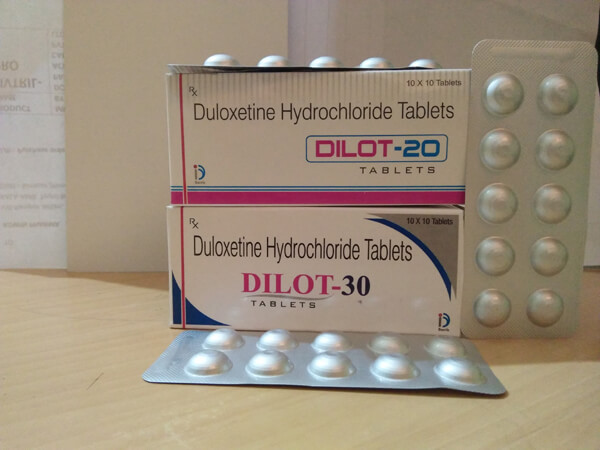 Rx
10 X 10 Tablets
Duloxetine Hydrochloride Tablets
DILOT-20
TABLETS
Rx
10 X 10 Tablets
Duloxetine Hydrochloride Tablets
DILOT-30
TABLETS